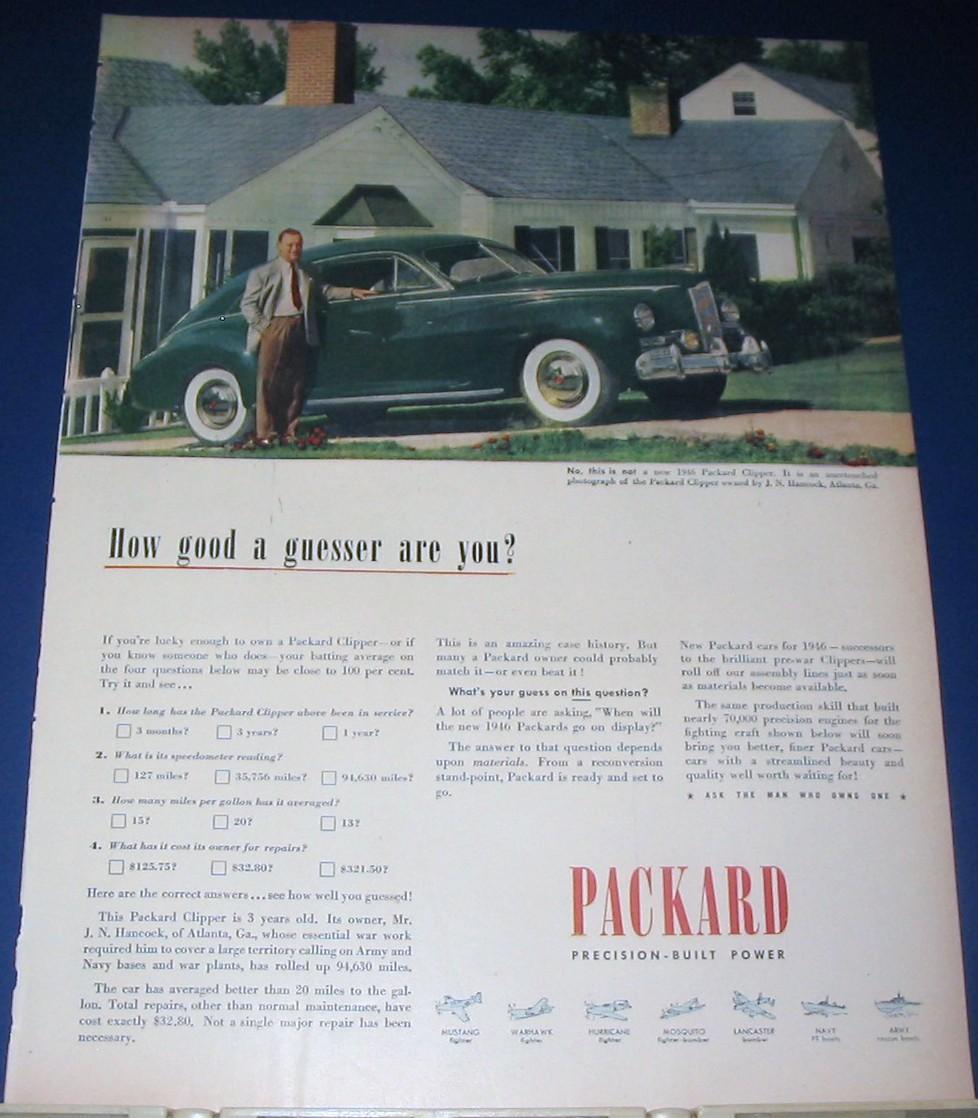 No, this is not a new 1946 Packard Clipper. It is an unretouched
photograph of the Packard Clipper owned by J. N. Hancock, Atlanta, Ga.
How good a guesser are you?
If you're lucky enough to own a Packard Clipper—or if
you know someone who does—your batting average on
the four questions below may be close to 100 per cent.
Try it and see...
1. How long has the Packard Clipper above been in service?
3 months? 3 years? 1 year?
2. What is its speedometer reading?
127 miles? 35,756 miles? 94,630 miles?
3. How many miles per gallon has it averaged?
15? 20? 13?
4. What has it cost its owner for repairs?
$125.75? $32.80? $321.50?
Here are the correct answers...see how well you guessed!
This Packard Clipper is 3 years old. Its owner, Mr.
J. N. Hancock, of Atlanta, Ga., whose essential war work
required him to cover a large territory calling on Army and
Navy bases and war plants, has rolled up 94,630 miles.
The car has averaged better than 20 miles to the gal-
lon. Total repairs, other than normal maintenance, have
cost exactly $32.80. Not a single major repair has been
necessary.
This is an amazing case history. But
many a Packard owner could probably
match it—or even beat it!
What's your guess on this question?
A lot of people are asking, "When will
the new 1946 Packards go on display?"
The answer to that question depends
upon materials. From a reconversion
stand-point, Packard is ready and set to
go.
New Packard cars for 1946—successors
to the brilliant pre-war Clippers—will
roll off our assembly lines just as soon
as materials become available.
The same production skill that built
nearly 70,000 precision engines for the
fighting craft shown below will soon
bring you better, finer Packard cars—
cars with a streamlined beauty and
quality well worth waiting for!
★ ASK THE MAN WHO OWNS ONE ★
PACKARD
PRECISION-BUILT POWER
MUSTANG
fighter
WARHAWK
fighter
HURRICANE
fighter
MOSQUITO
fighter-bomber
LANCASTER
bomber
NAVY
PT boats
ARMY
rescue boats